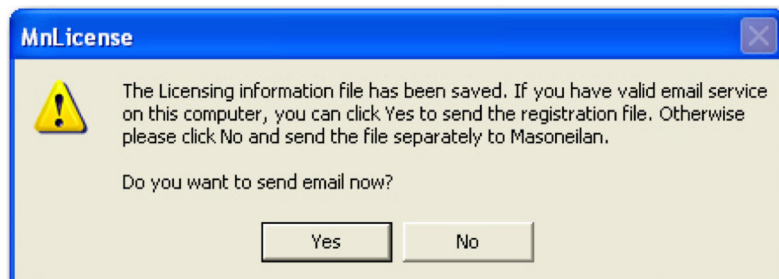 MnLicense
The Licensing information file has been saved. If you have valid email service
on this computer, you can click Yes to send the registration file. Otherwise
please click No and send the file separately to Masoneilan.
Do you want to send email now?
Yes
No